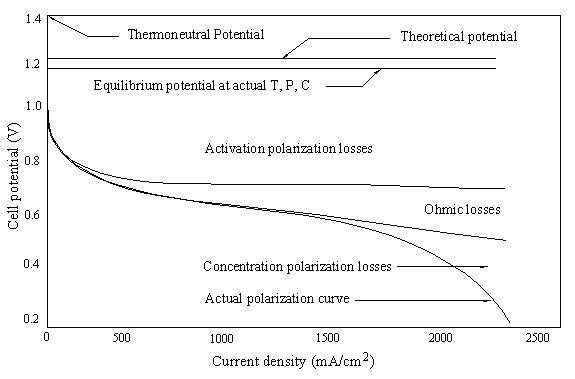 1.4
Thermoneutral Potential
Theoretical potential
1.2
Equilibrium potential at actual T, P, C
1.0
Activation polarization losses
0.8
Cell potential (V)
Ohmic losses
0.6
0.4
Concentration polarization losses
Actual polarization curve
0.2
0 500 1000 1500 2000 2500
Current density (mA/cm²)